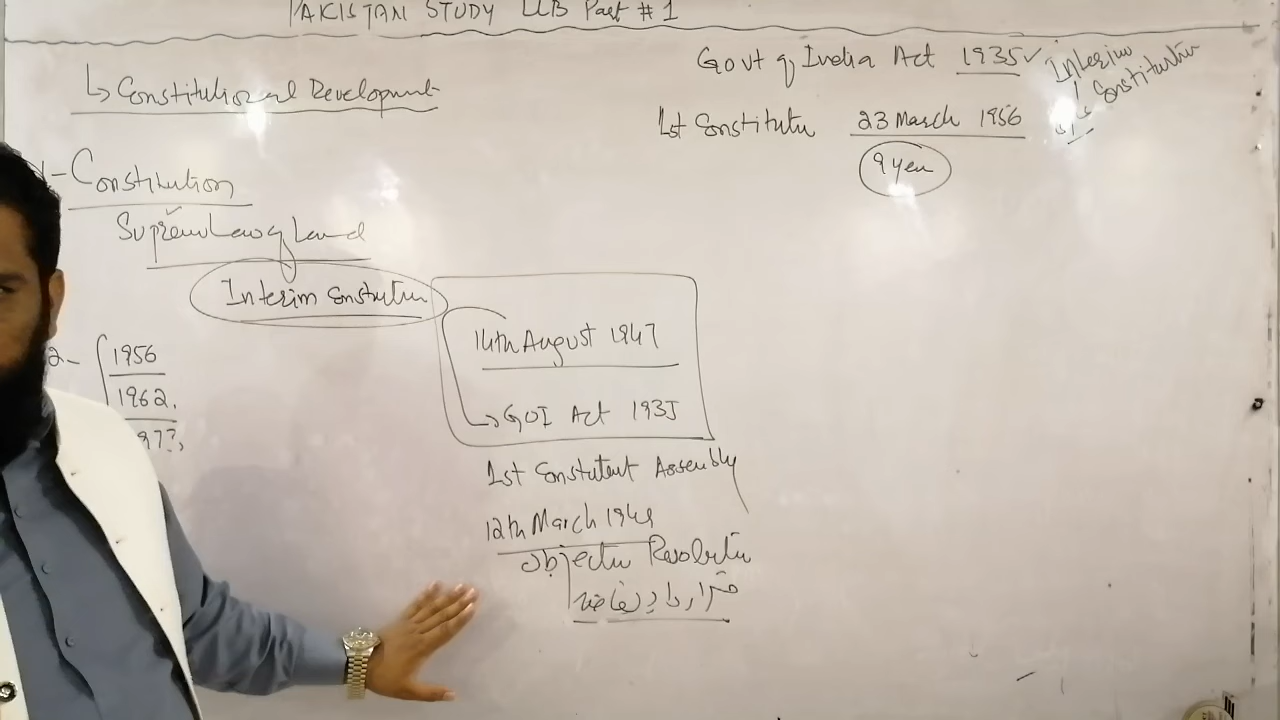 PAKISTAN STUDY LLB Part # 1
↳ Constitutional Development
1- Constitution
Supreme Law of Land
Interim Constitution
14th August 1947
↳ GOI Act 1935
1st Constituent Assembly
12th March 1949
Objective Resolution
قرارداد مقاصد
2- 1956
1962.
1973,
Govt of India Act 1935 ✓ Interim Constitution
1st Constitution 23 March 1956
9 year